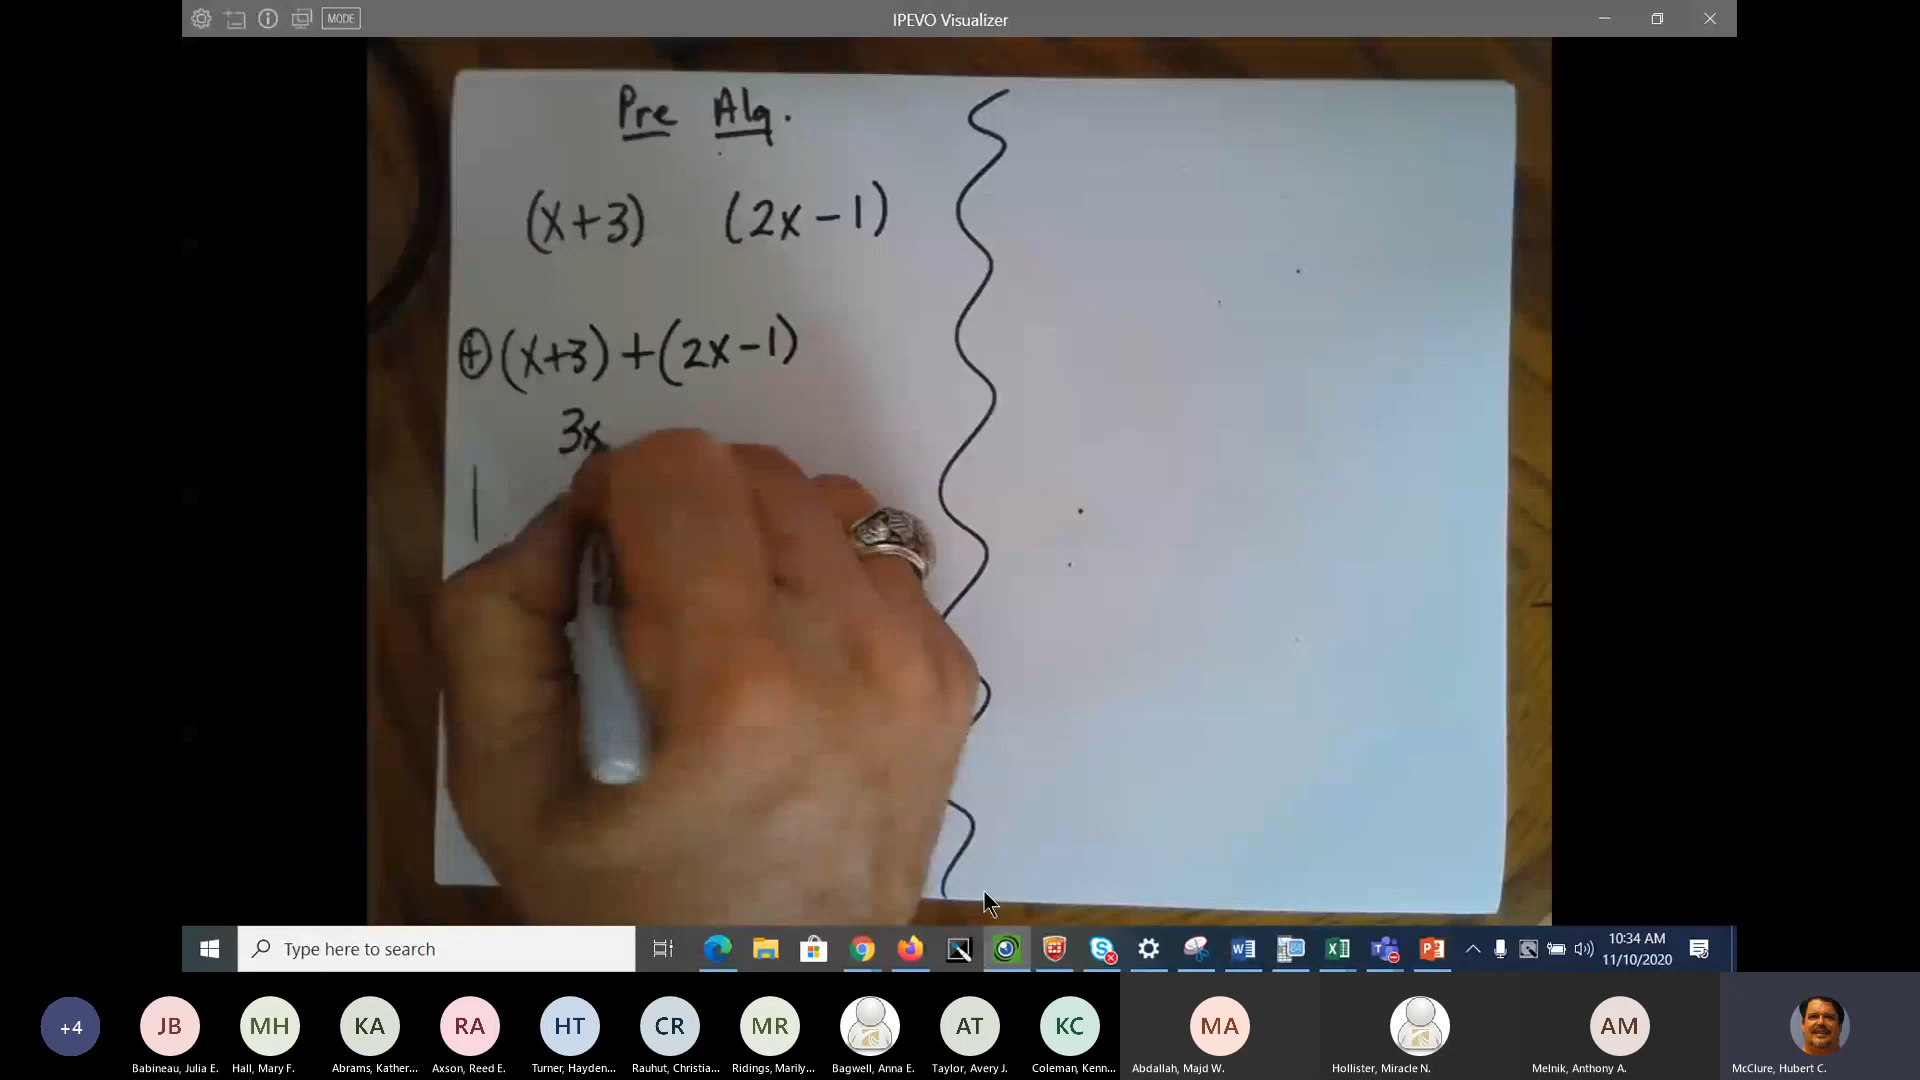 MODE
IPEVO Visualizer
Pre Alg.
(x+3) (2x-1)
⊕ (x+3) + (2x-1)
3x
Type here to search
10:34 AM
11/10/2020
+4
JB
MH
KA
RA
HT
CR
MR
AT
KC
MA
AM
Babineau, Julia E.
Hall, Mary F.
Abrams, Kather...
Axson, Reed E.
Turner, Hayden...
Rauhut, Christia...
Ridings, Marily...
Bagwell, Anna E.
Taylor, Avery J.
Coleman, Kenn...
Abdallah, Majd W.
Hollister, Miracle N.
Melnik, Anthony A.
McClure, Hubert C.